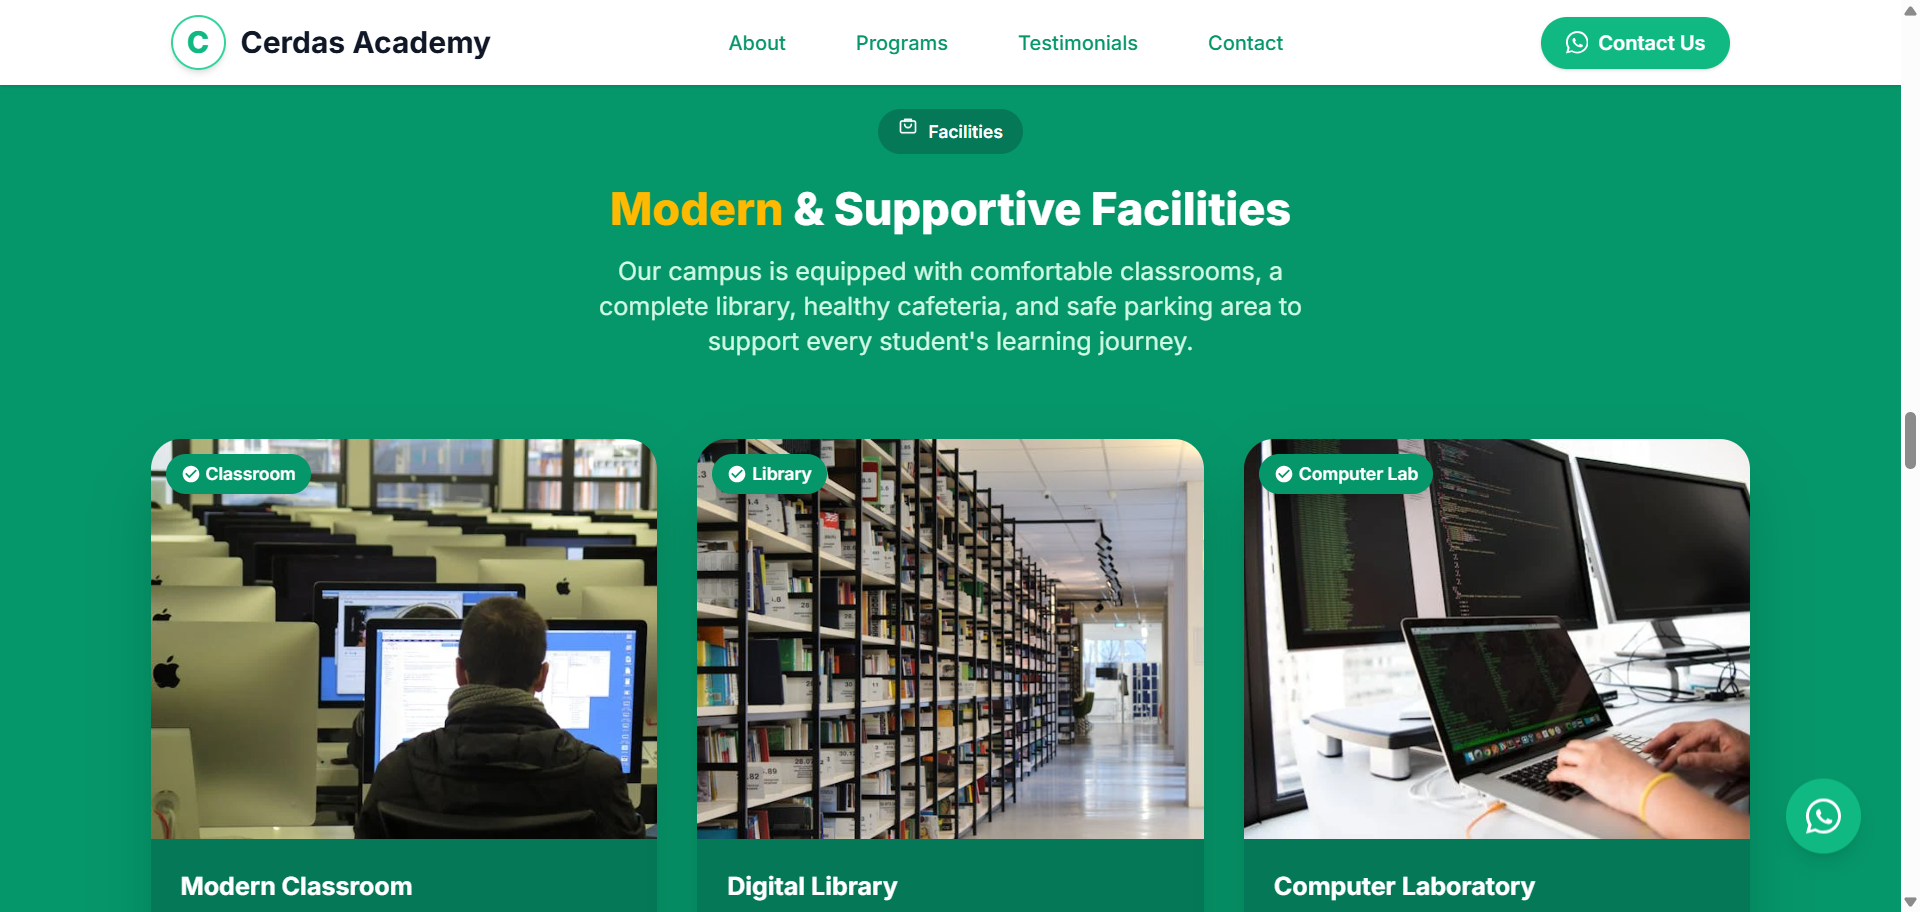 C Cerdas Academy
About Programs Testimonials Contact
Contact Us
Facilities
Modern & Supportive Facilities
Our campus is equipped with comfortable classrooms, a
complete library, healthy cafeteria, and safe parking area to
support every student's learning journey.
Classroom
Library
Computer Lab
Modern Classroom
Digital Library
Computer Laboratory